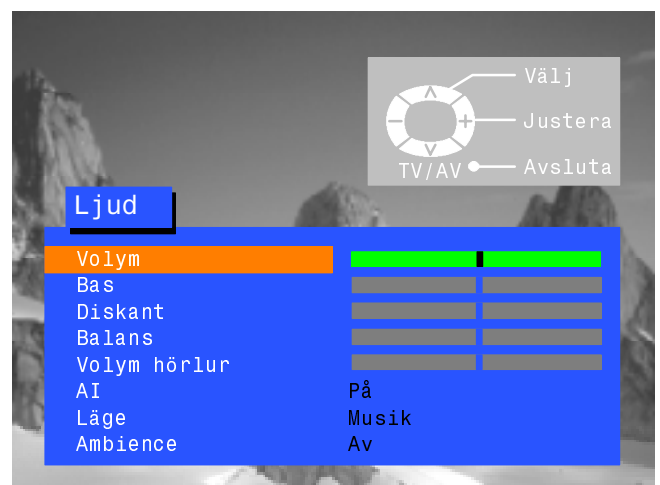 Välj
− + Justera
TV/AV Avsluta
Ljud
Volym
Bas
Diskant
Balans
Volym hörlur
AI På
Läge Musik
Ambience Av